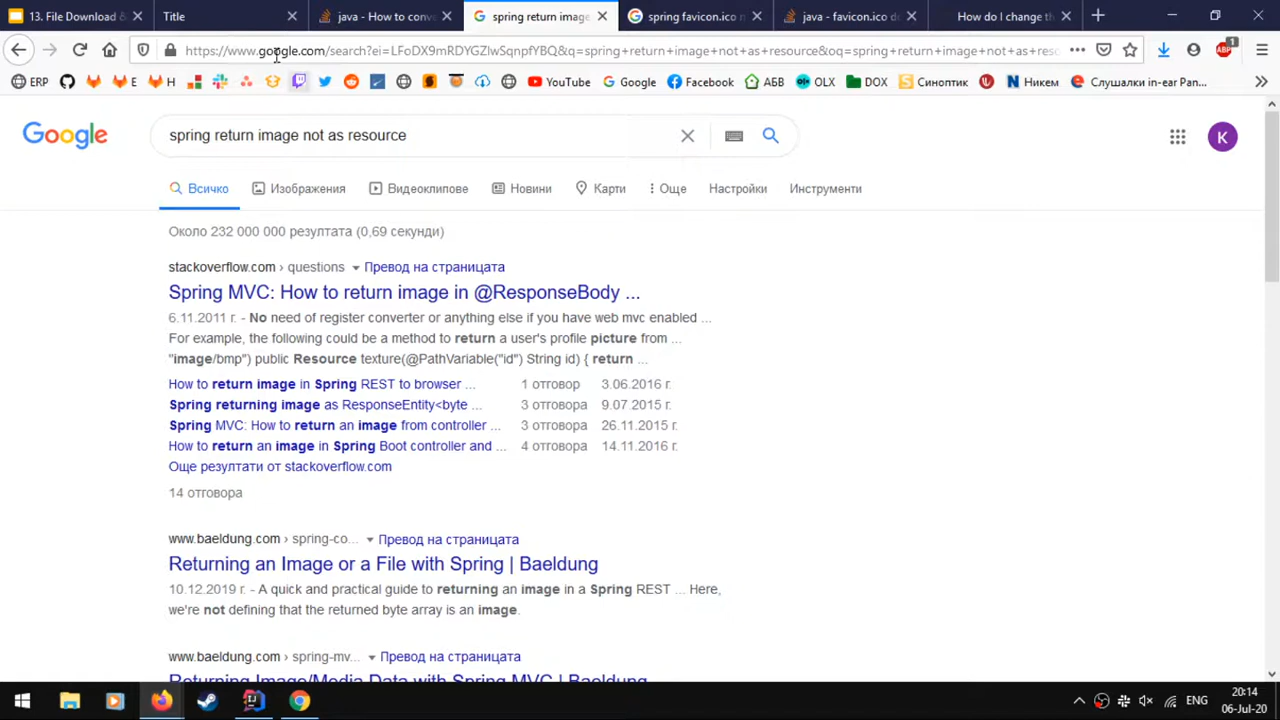 13. File Download &
Title
java - How to conv
spring return image
spring favicon.ico n
java - favicon.ico do
How do I change th
https://www.google.com/search?ei=LFoDX9mRDYGZlwSqnpfYBQ&q=spring+return+image+not+as+resource&oq=spring+return+image+not+as+reso
ABP
1
ERP
E
H
YouTube
Google
Facebook
АБВ
OLX
DOX
Синоптик
Никем
Слушалки in-ear Pan...
Google
spring return image not as resource
K
Всичко
Изображения
Видеоклипове
Новини
Карти
Още
Настройки
Инструменти
Около 232 000 000 резултата (0,69 секунди)
stackoverflow.com › questions
Превод на страницата
Spring MVC: How to return image in @ResponseBody ...
6.11.2011 г. - No need of register converter or anything else if you have web mvc enabled ...
For example, the following could be a method to return a user's profile picture from ...
"image/bmp") public Resource texture(@PathVariable("id") String id) { return ...
How to return image in Spring REST to browser ... 1 отговор 3.06.2016 г.
Spring returning image as ResponseEntity<byte ... 3 отговора 9.07.2015 г.
Spring MVC: How to return an image from controller ... 3 отговора 26.11.2015 г.
How to return an image in Spring Boot controller and ... 4 отговора 14.11.2016 г.
Още резултати от stackoverflow.com
14 отговора
www.baeldung.com › spring-co...
Превод на страницата
Returning an Image or a File with Spring | Baeldung
10.12.2019 г. - A quick and practical guide to returning an image in a Spring REST ... Here,
we're not defining that the returned byte array is an image.
www.baeldung.com › spring-mv...
Превод на страницата
Returning Image/Media Data with Spring MVC | Baeldung
ENG
20:14
06-Jul-20